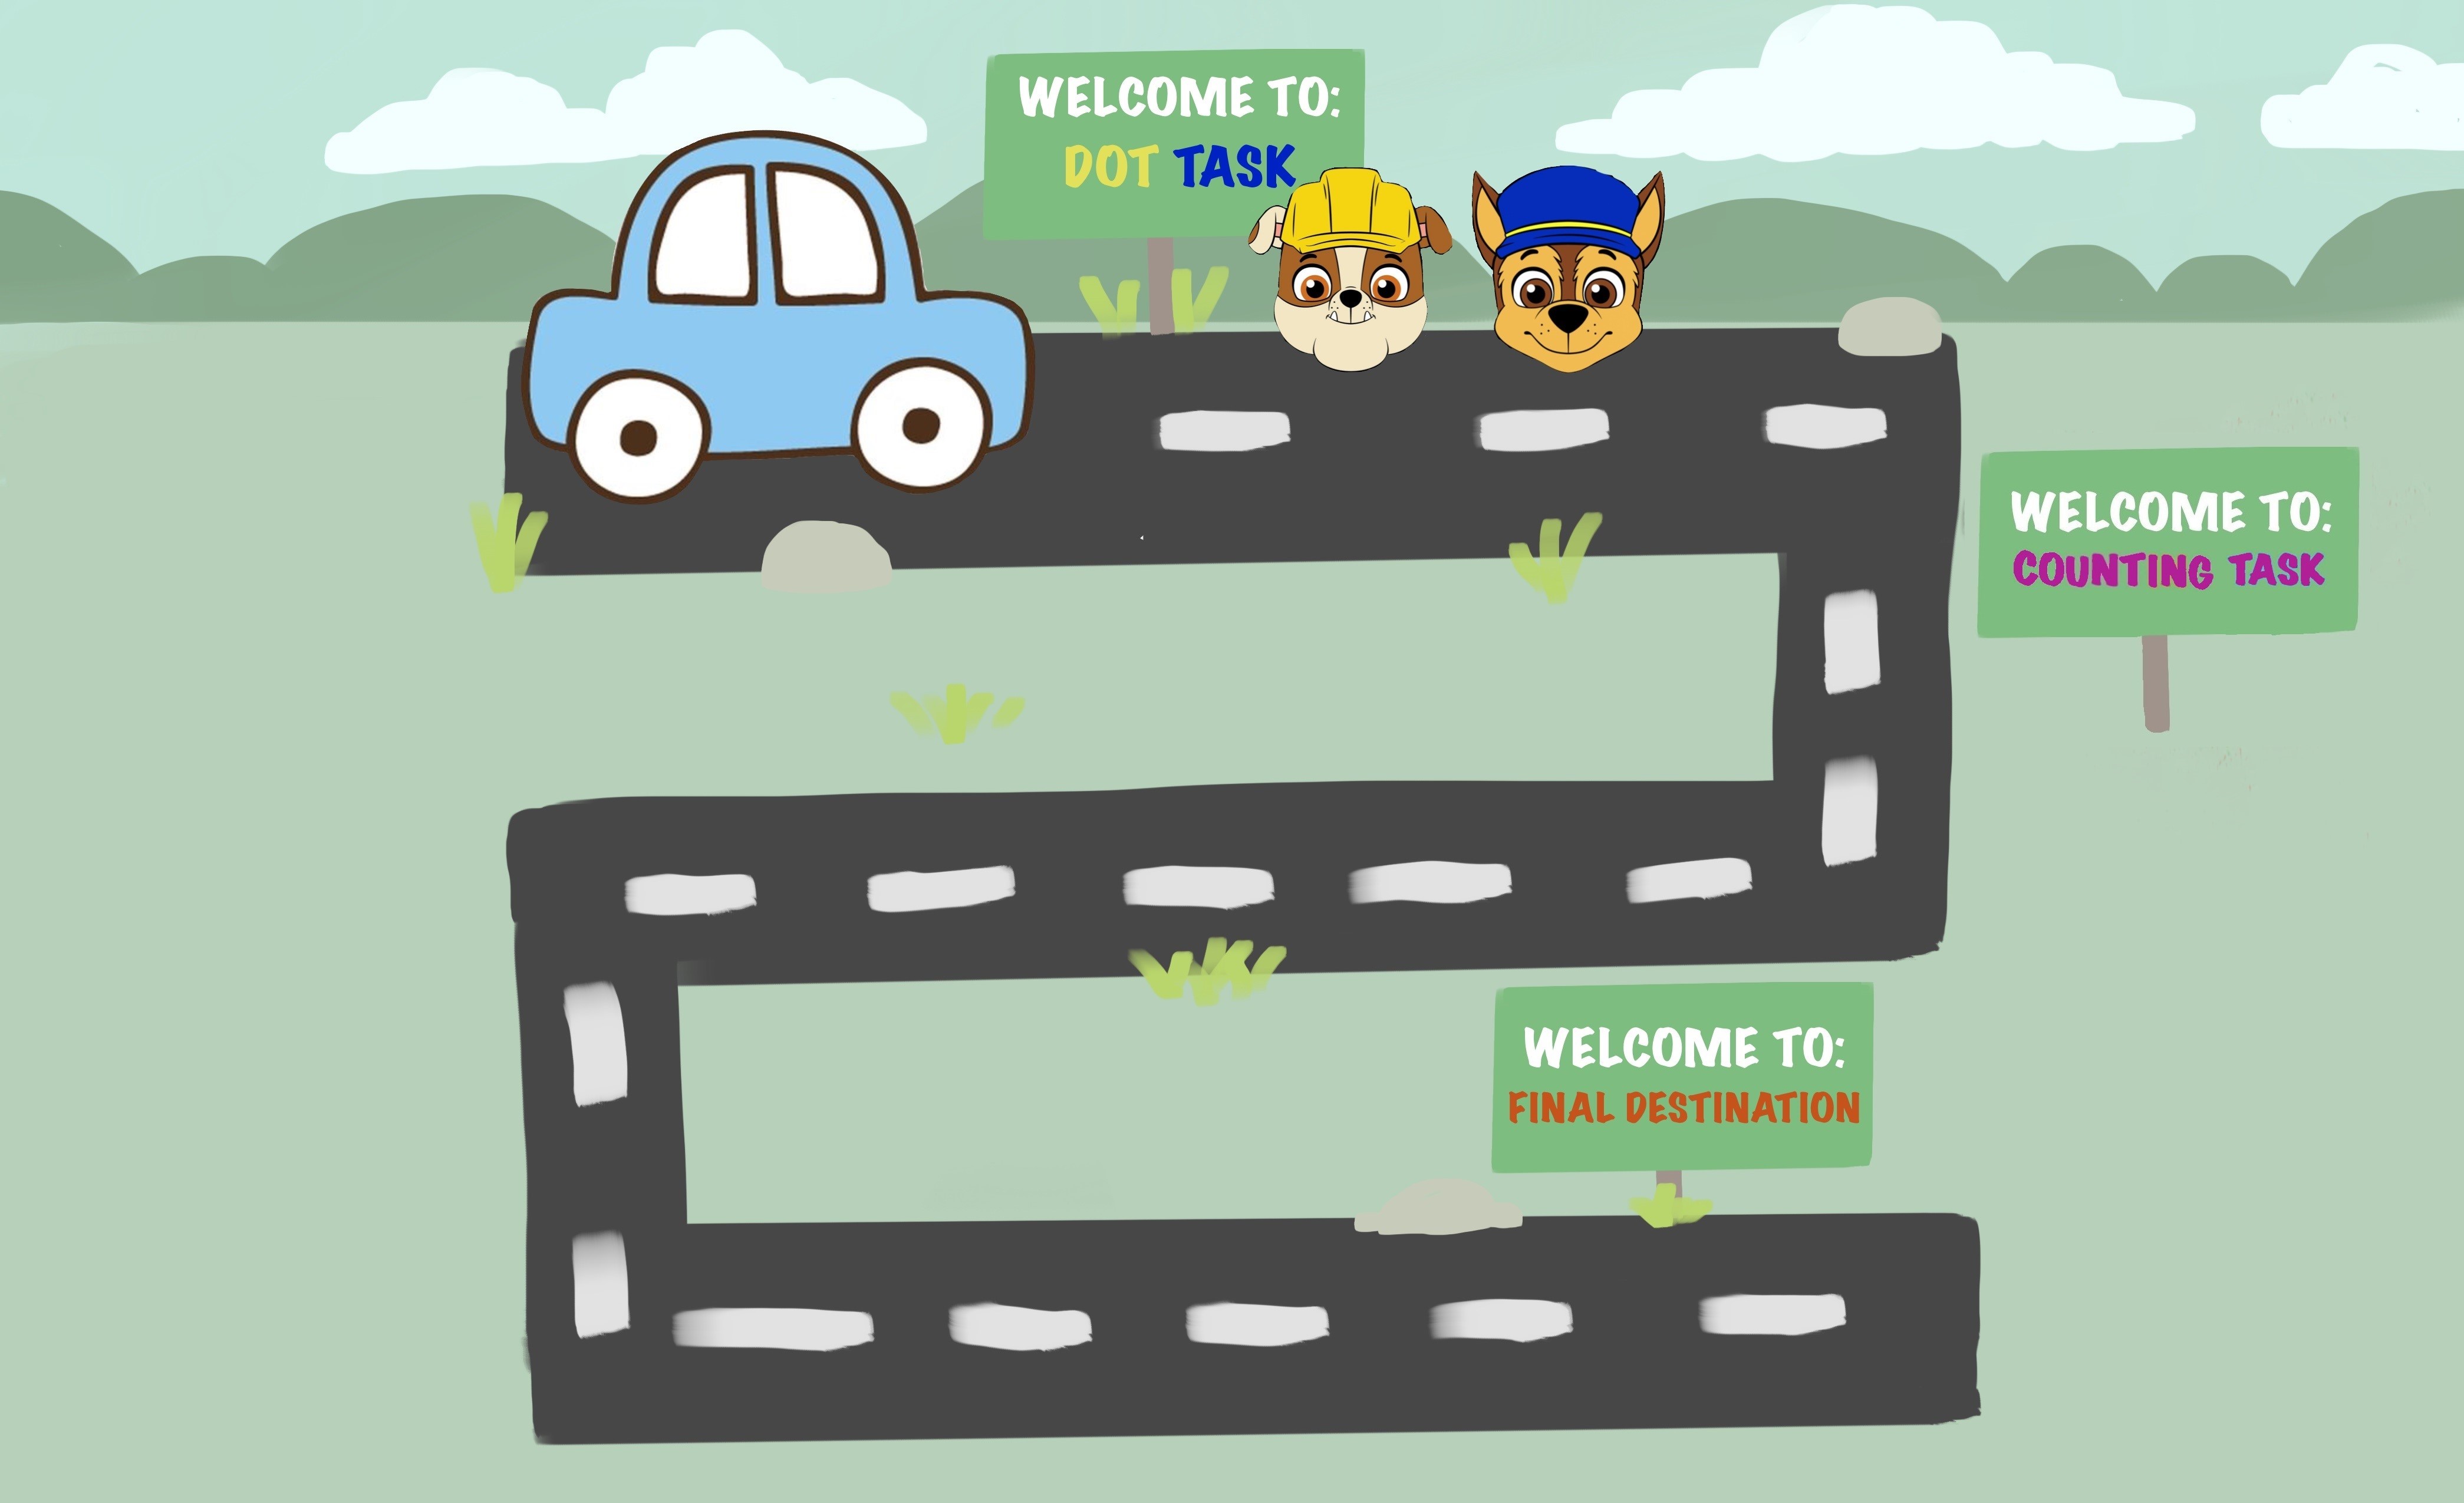 WELCOME TO:
DOT TASK
WELCOME TO:
COUNTING TASK
WELCOME TO:
FINAL DESTINATION